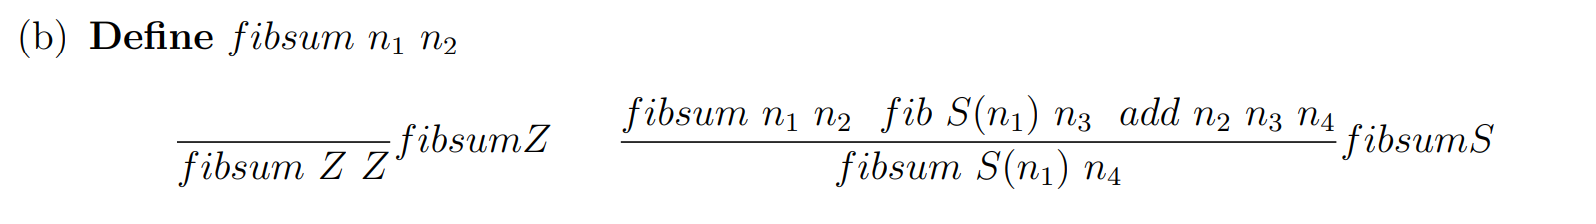 (b) Define fibsum n₁ n₂
fibsum n₁ n₂ fib S(n₁) n₃ add n₂ n₃ n₄
fibsum Z Z fibsumZ
fibsum S(n₁) n₄ fibsumS